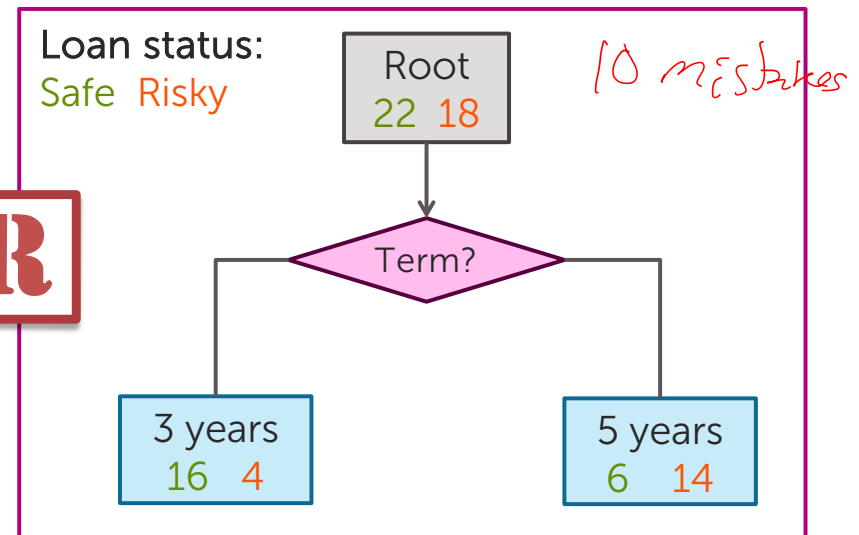 Loan status:
Safe Risky
Root
22 18
10 mistakes
R
Term?
3 years
16 4
5 years
6 14